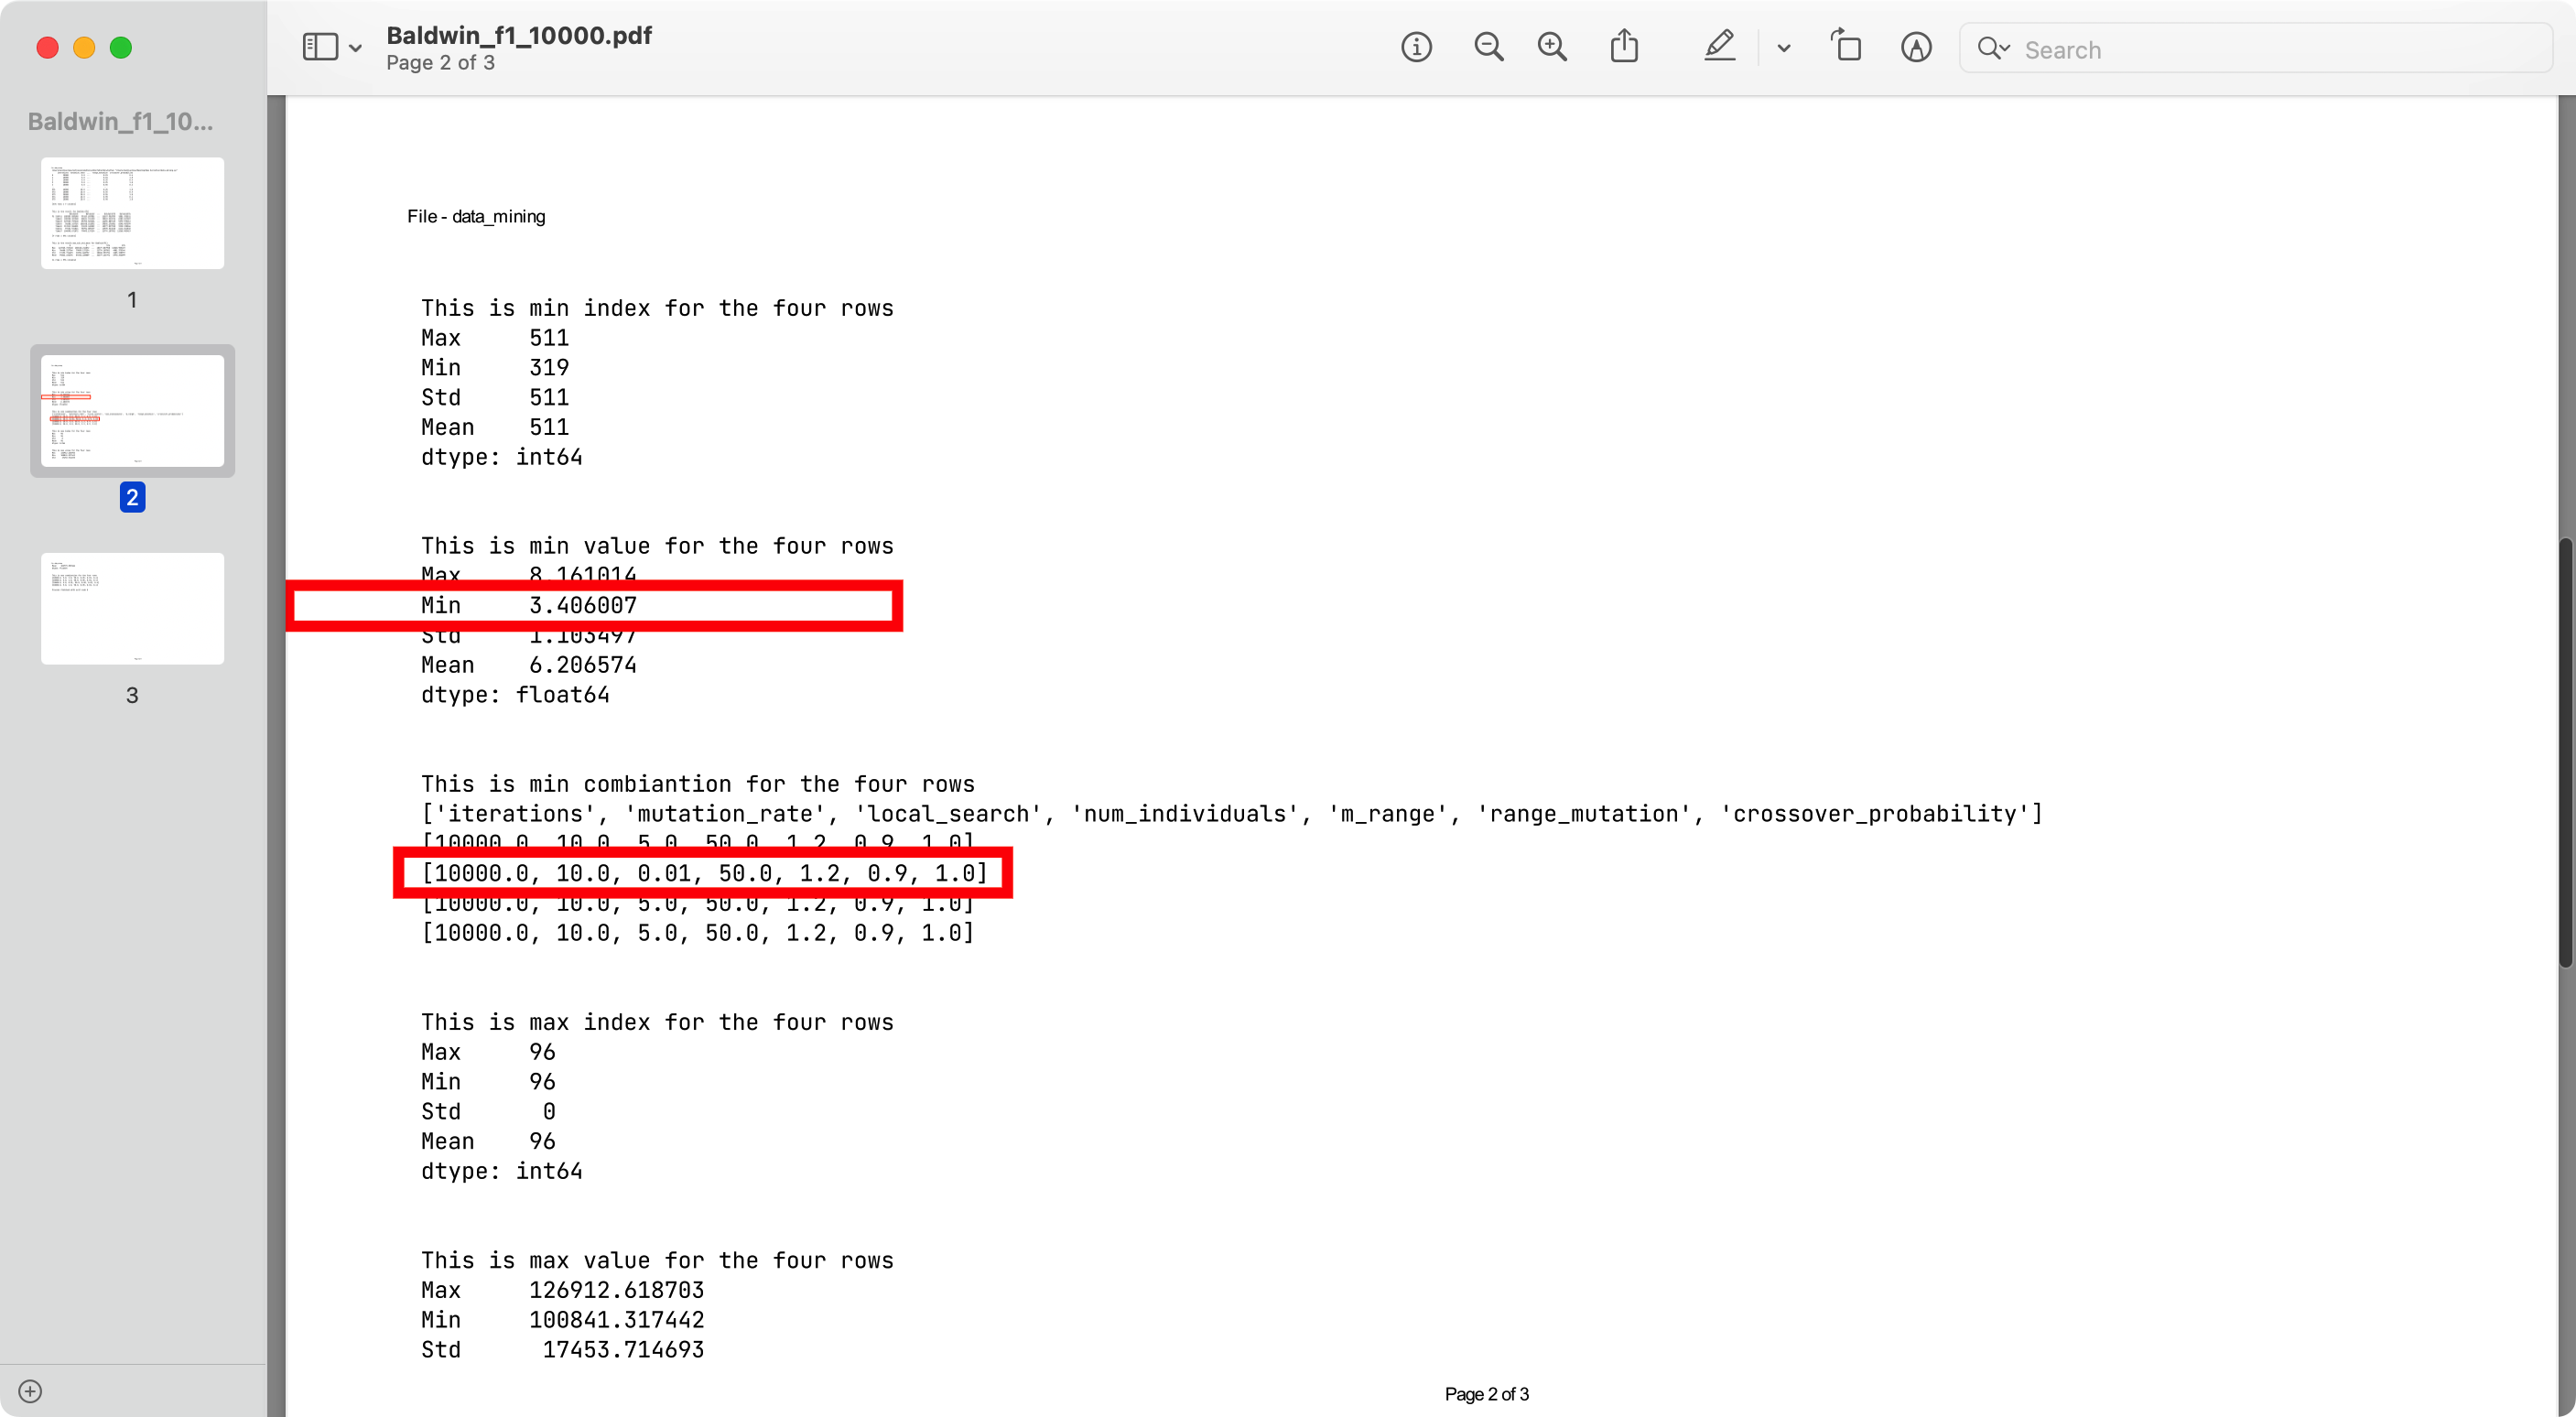 Baldwin_f1_10000.pdf
Page 2 of 3
Search
Baldwin_f1_10...
1
2
3
File - data_mining
This is min index for the four rows
Max 511
Min 319
Std 511
Mean 511
dtype: int64
This is min value for the four rows
Max 8.161014
Min 3.406007
Std 1.103497
Mean 6.206574
dtype: float64
This is min combiantion for the four rows
['iterations', 'mutation_rate', 'local_search', 'num_individuals', 'm_range', 'range_mutation', 'crossover_probability']
[10000.0, 10.0, 5.0, 50.0, 1.2, 0.9, 1.0]
[10000.0, 10.0, 0.01, 50.0, 1.2, 0.9, 1.0]
[10000.0, 10.0, 5.0, 50.0, 1.2, 0.9, 1.0]
[10000.0, 10.0, 5.0, 50.0, 1.2, 0.9, 1.0]
This is max index for the four rows
Max 96
Min 96
Std 0
Mean 96
dtype: int64
This is max value for the four rows
Max 126912.618703
Min 100841.317442
Std 17453.714693
Page 2 of 3